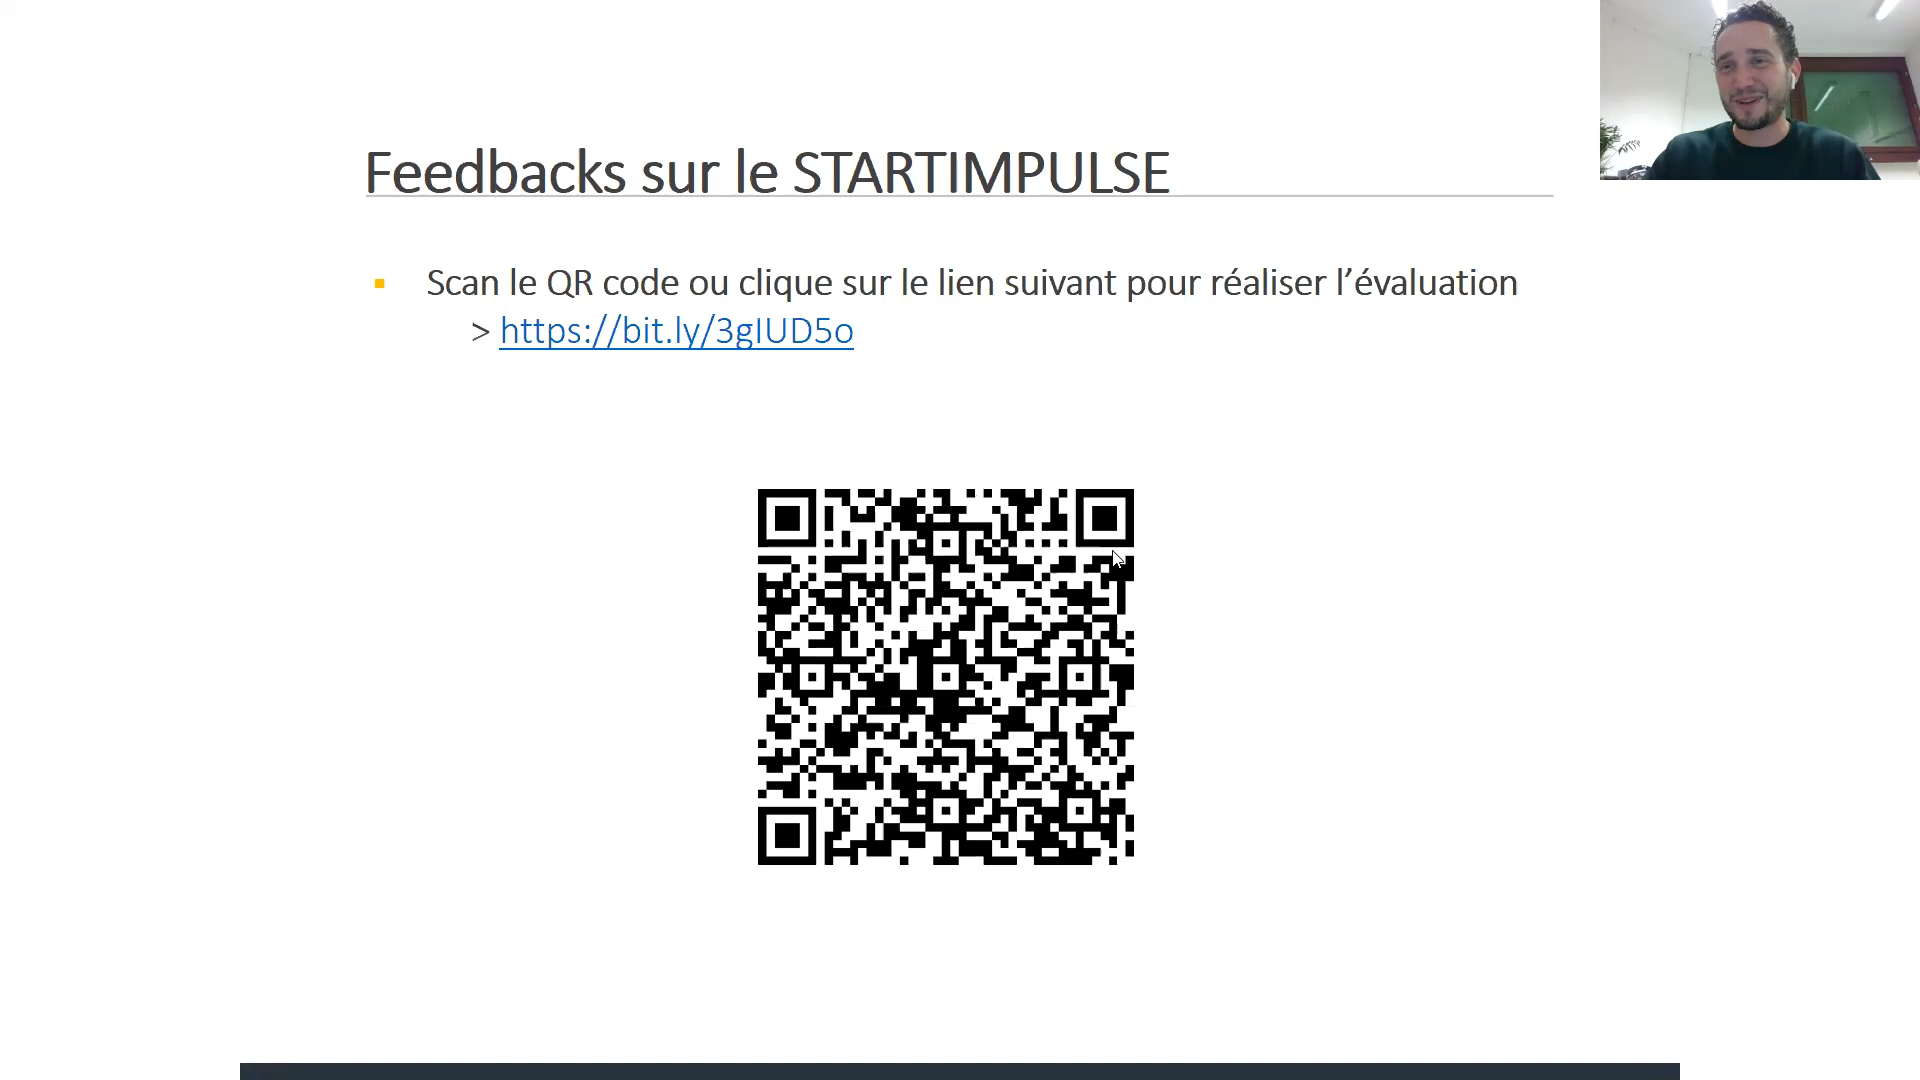 Feedbacks sur le STARTIMPULSE
Scan le QR code ou clique sur le lien suivant pour réaliser l’évaluation
> https://bit.ly/3gIUD5o